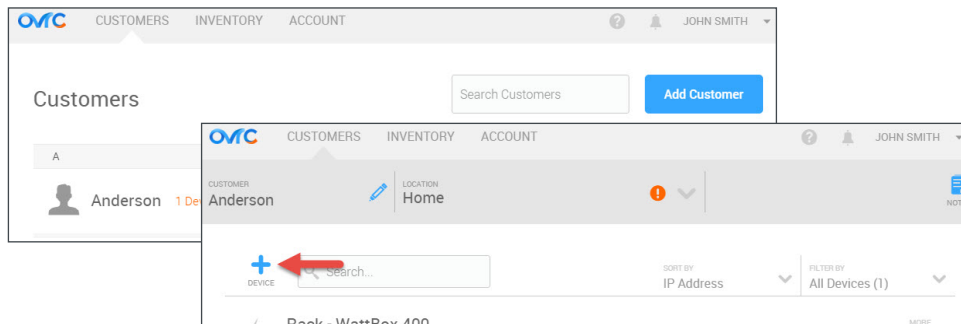 OvrC CUSTOMERS INVENTORY ACCOUNT ? JOHN SMITH
Customers
Search Customers
Add Customer
A
Anderson 1 De
OvrC CUSTOMERS INVENTORY ACCOUNT ? JOHN SMITH
CUSTOMER
Anderson
LOCATION
Home
!
NOT
DEVICE
Search...
SORT BY
IP Address
FILTER BY
All Devices (1)
Rack - WattBox 400
MORE